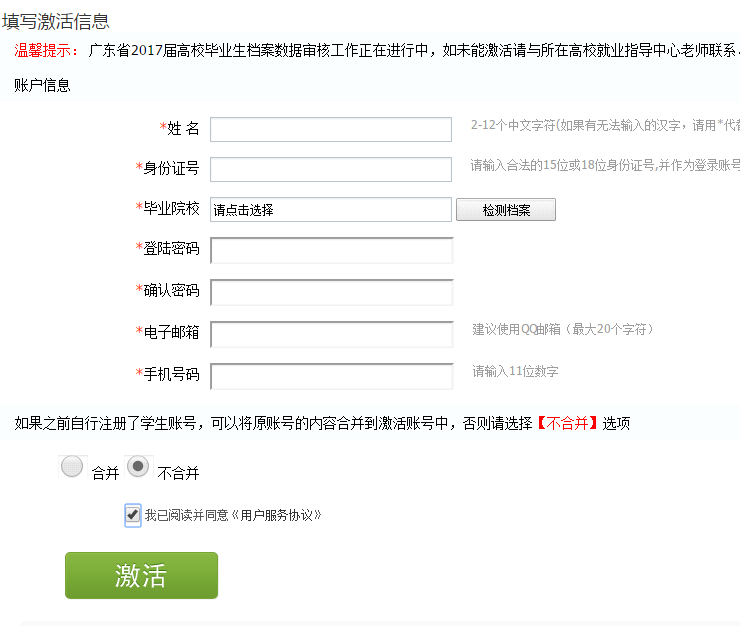 填写激活信息
温馨提示: 广东省2017届高校毕业生档案数据审核工作正在进行中，如未能激活请与所在高校就业指导中心老师联系
账户信息
*姓 名 2-12个中文字符(如果有无法输入的汉字，请用*代替
*身份证号 请输入合法的15位或18位身份证号,并作为登录账号
*毕业院校 请点击选择 检测档案
*登陆密码
*确认密码
*电子邮箱 建议使用QQ邮箱（最大20个字符）
*手机号码 请输入11位数字
如果之前自行注册了学生账号，可以将原账号的内容合并到激活账号中，否则请选择【不合并】选项
合并 不合并
我已阅读并同意《用户服务协议》
激活